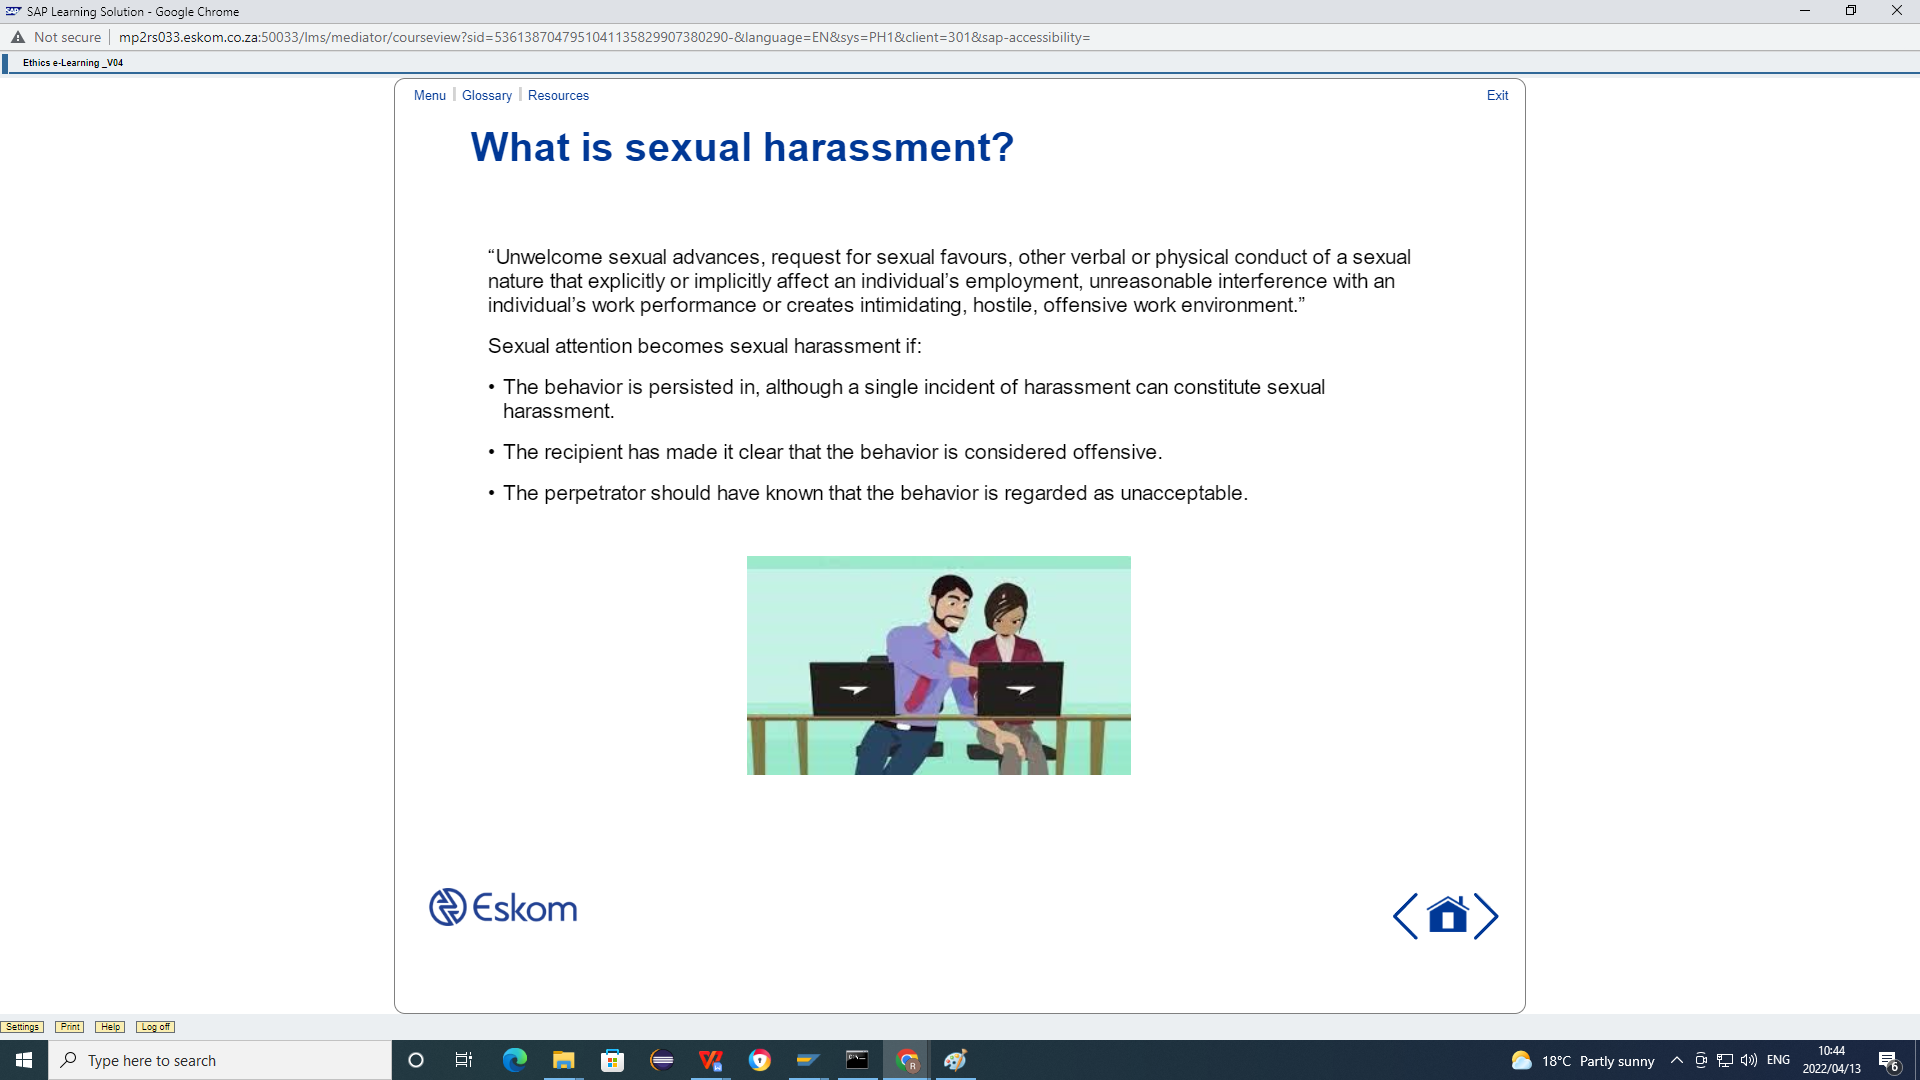 SAP Learning Solution - Google Chrome
Not secure | mp2rs033.eskom.co.za:50033/lms/mediator/courseview?sid=5361387047951041135829907380290-&language=EN&sys=PH1&client=301&sap-accessibility=
Ethics e-Learning _V04
Menu | Glossary | Resources Exit
What is sexual harassment?
“Unwelcome sexual advances, request for sexual favours, other verbal or physical conduct of a sexual
nature that explicitly or implicitly affect an individual’s employment, unreasonable interference with an
individual’s work performance or creates intimidating, hostile, offensive work environment.”
Sexual attention becomes sexual harassment if:
• The behavior is persisted in, although a single incident of harassment can constitute sexual
harassment.
• The recipient has made it clear that the behavior is considered offensive.
• The perpetrator should have known that the behavior is regarded as unacceptable.
Eskom
Settings Print Help Log off
Type here to search
18°C Partly sunny
ENG
10:44
2022/04/13
6